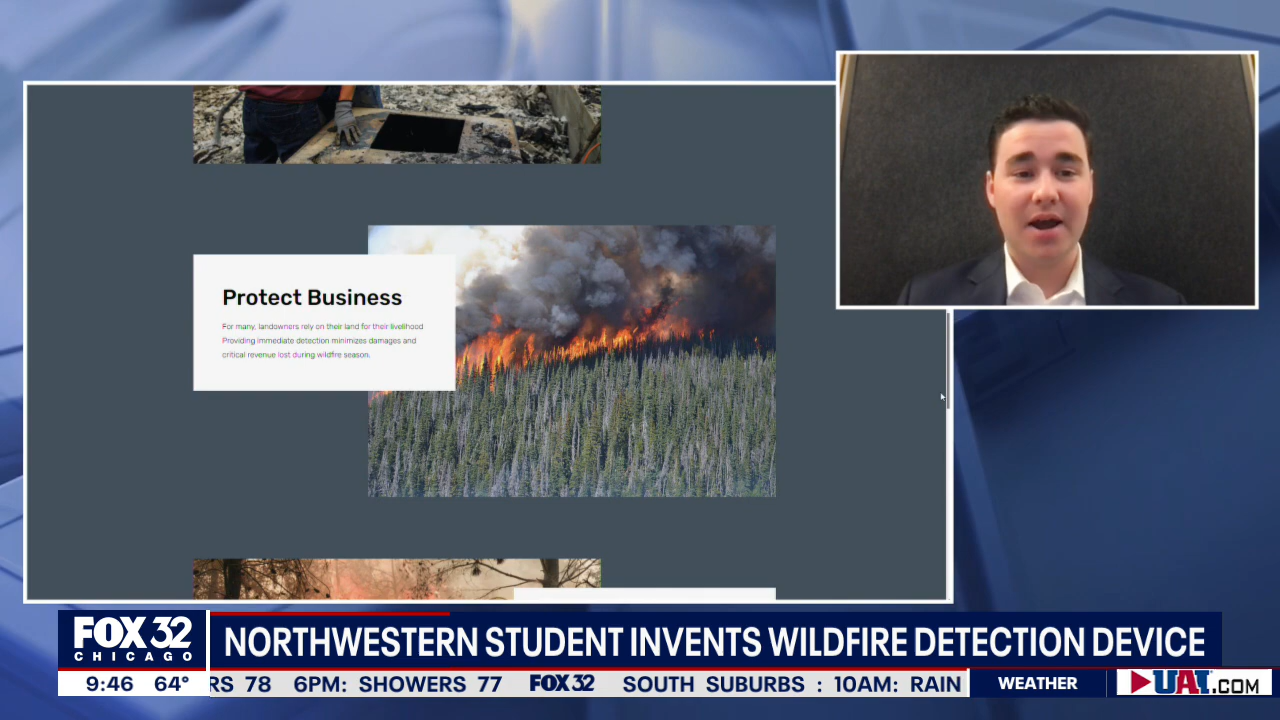 Protect Business
For many, landowners rely on their land for their livelihood
Providing immediate detection minimizes damages and
critical revenue lost during wildfire season.
FOX 32
CHICAGO
NORTHWESTERN STUDENT INVENTS WILDFIRE DETECTION DEVICE
9:46 64° RS 78 6PM: SHOWERS 77 FOX 32 SOUTH SUBURBS : 10AM: RAIN WEATHER UATI.COM